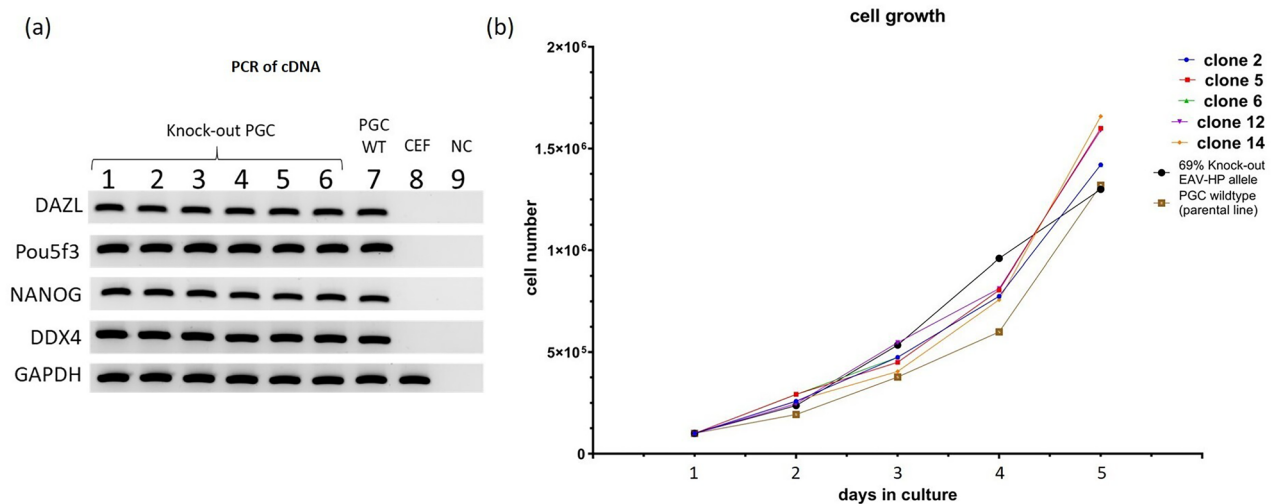 (a)
PCR of cDNA
Knock-out PGC
PGC
WT
CEF
NC
1 2 3 4 5 6 7 8 9
DAZL
Pou5f3
NANOG
DDX4
GAPDH
(b)
cell growth
2×10⁶
1.5×10⁶
1×10⁶
5×10⁵
0
cell number
1 2 3 4 5
days in culture
clone 2
clone 5
clone 6
clone 12
clone 14
69% Knock-out
EAV-HP allele
PGC wildtype
(parental line)